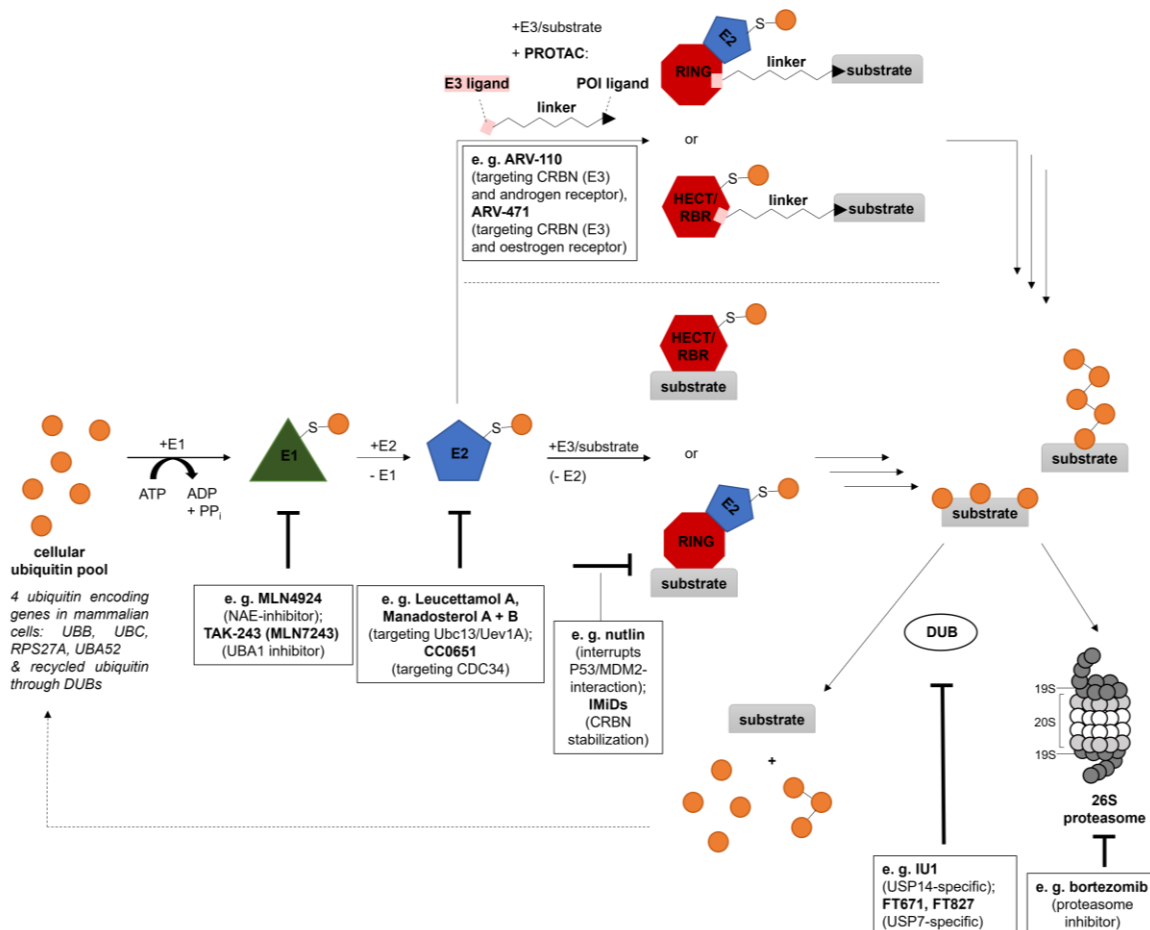 +E3/substrate
+ PROTAC:
E3 ligand
POI ligand
linker
E2
S
RING
linker
substrate
or
e. g. ARV-110
(targeting CRBN (E3)
and androgen receptor),
ARV-471
(targeting CRBN (E3)
and oestrogen receptor)
S
HECT/
RBR
linker
substrate
S
HECT/
RBR
substrate
+E1
ATP
ADP
+ PPi
E1
S
+E2
- E1
E2
S
+E3/substrate
(- E2)
or
E2
S
RING
substrate
substrate
substrate
cellular
ubiquitin pool
4 ubiquitin encoding
genes in mammalian
cells: UBB, UBC,
RPS27A, UBA52
& recycled ubiquitin
through DUBs
e. g. MLN4924
(NAE-inhibitor);
TAK-243 (MLN7243)
(UBA1 inhibitor)
e. g. Leucettamol A,
Manadosterol A + B
(targeting Ubc13/Uev1A);
CC0651
(targeting CDC34)
e. g. nutlin
(interrupts
P53/MDM2-
interaction);
IMiDs
(CRBN
stabilization)
DUB
substrate
+
19S
20S
19S
26S
proteasome
e. g. IU1
(USP14-specific);
FT671, FT827
(USP7-specific)
e. g. bortezomib
(proteasome
inhibitor)